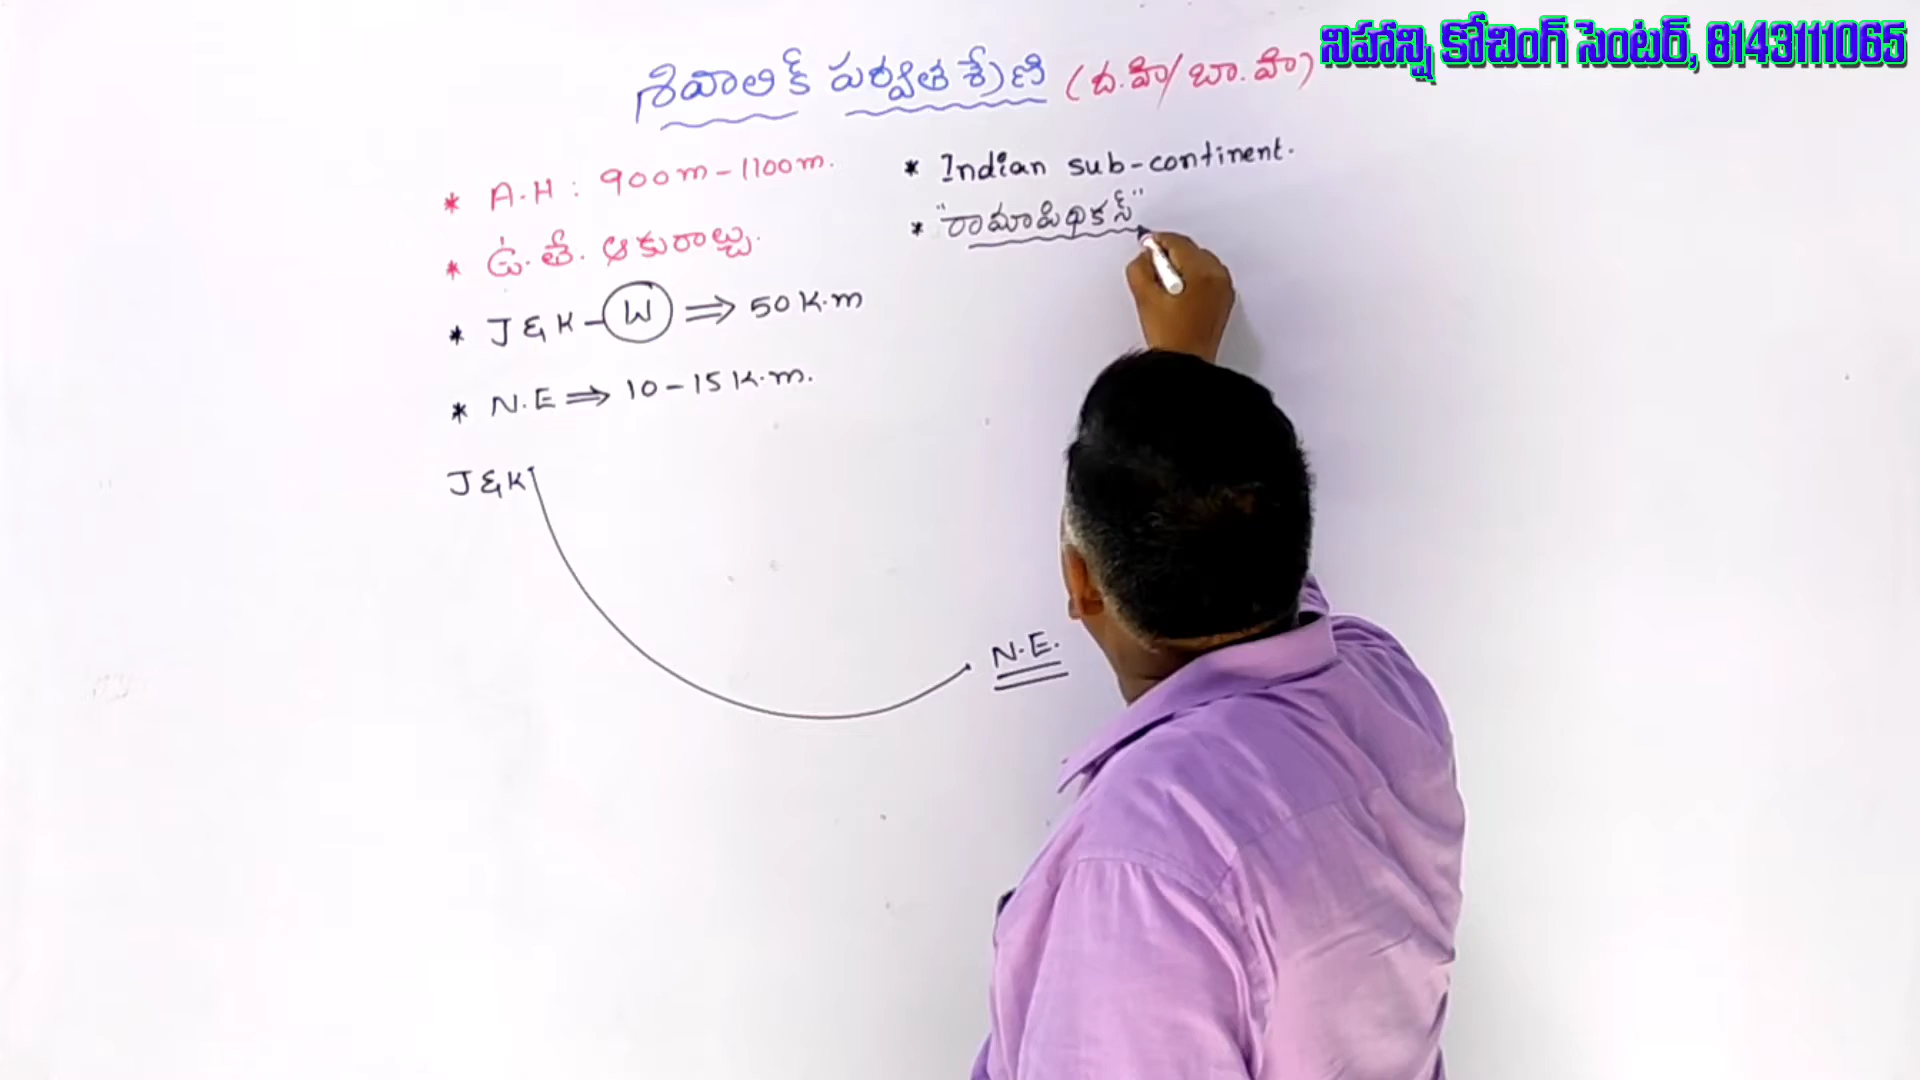 నిహాన్షి కోచింగ్ సెంటర్, 8143111065
శివాలిక్ పర్వత శ్రేణి (ద.హి/బా.హి)
* A.H : 900m - 1100m.
* ఉ.తే. ఆకురాల్చు.
* J & K - W ⇒ 50 K.m
* N.E ⇒ 10 - 15 K.m.
J & K
N.E.
* Indian sub-continent.
* "రామాపిథికస్"